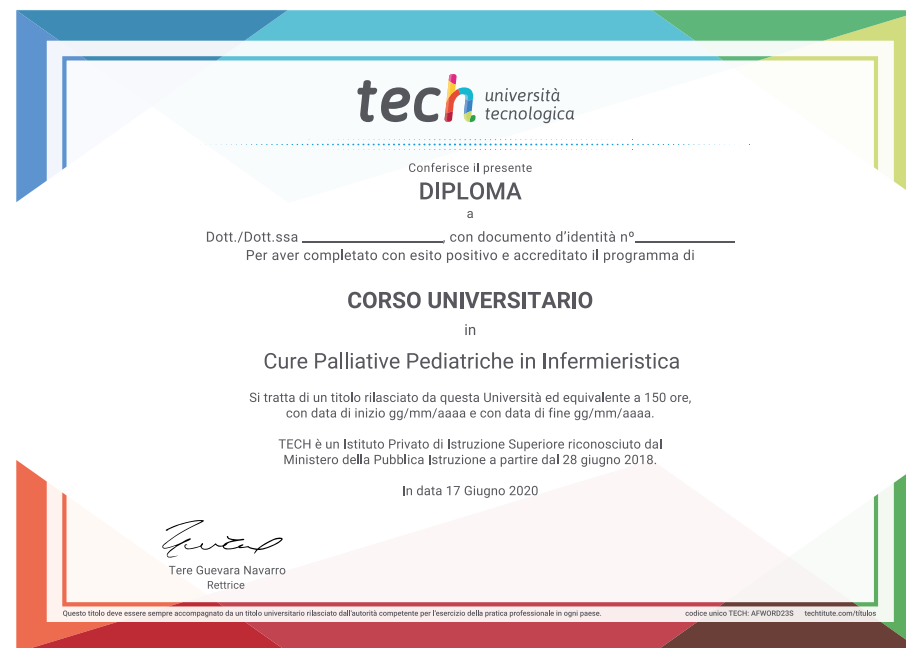 tech università
tecnologica
Conferisce il presente
DIPLOMA
a
Dott./Dott.ssa ____________________, con documento d'identità nº______________
Per aver completato con esito positivo e accreditato il programma di
CORSO UNIVERSITARIO
in
Cure Palliative Pediatriche in Infermieristica
Si tratta di un titolo rilasciato da questa Università ed equivalente a 150 ore,
con data di inizio gg/mm/aaaa e con data di fine gg/mm/aaaa.
TECH è un Istituto Privato di Istruzione Superiore riconosciuto dal
Ministero della Pubblica Istruzione a partire dal 28 giugno 2018.
In data 17 Giugno 2020
Tere Guevara Navarro
Rettrice
Questo titolo deve essere sempre accompagnato da un titolo universitario rilasciato dall'autorità competente per l'esercizio della pratica professionale in ogni paese. codice unico TECH: AFWORD23S techtitute.com/titulos